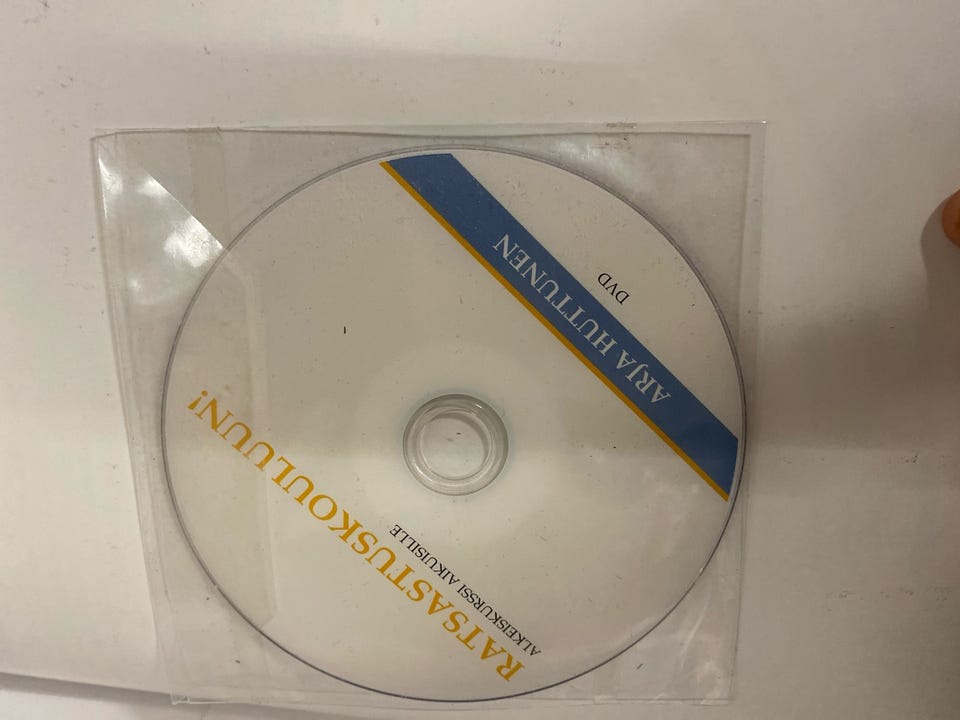 RATSASTUSKOULUUN!
ALKEISKURSSI AIKUISILLE
ARJA HUTTUNEN
DVD